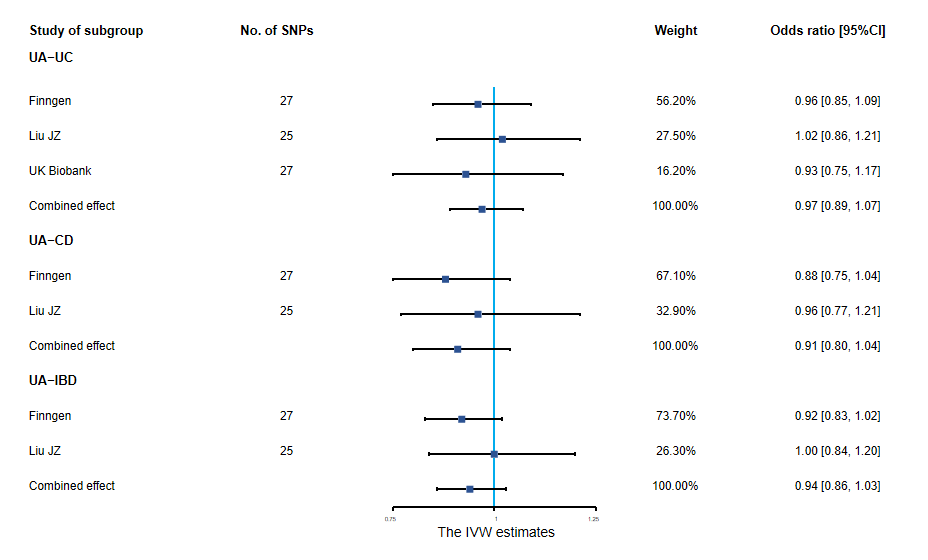 Study of subgroup No. of SNPs Weight Odds ratio [95%CI]
UA−UC
Finngen 27 56.20% 0.96 [0.85, 1.09]
Liu JZ 25 27.50% 1.02 [0.86, 1.21]
UK Biobank 27 16.20% 0.93 [0.75, 1.17]
Combined effect 100.00% 0.97 [0.89, 1.07]
UA−CD
Finngen 27 67.10% 0.88 [0.75, 1.04]
Liu JZ 25 32.90% 0.96 [0.77, 1.21]
Combined effect 100.00% 0.91 [0.80, 1.04]
UA−IBD
Finngen 27 73.70% 0.92 [0.83, 1.02]
Liu JZ 25 26.30% 1.00 [0.84, 1.20]
Combined effect 100.00% 0.94 [0.86, 1.03]
0.75 1 1.25
The IVW estimates